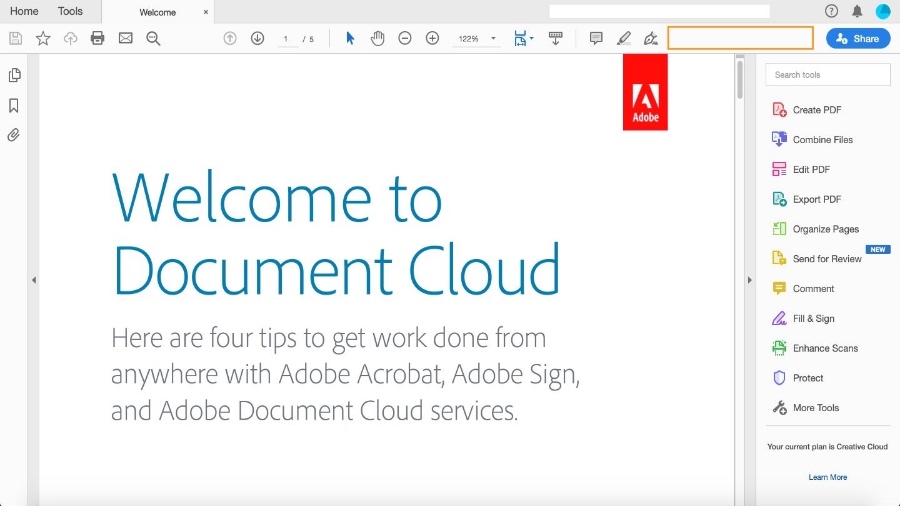 Home Tools Welcome ×
1 / 5 122% Share
Adobe
Welcome to
Document Cloud
Here are four tips to get work done from
anywhere with Adobe Acrobat, Adobe Sign,
and Adobe Document Cloud services.
Search tools
Create PDF
Combine Files
Edit PDF
Export PDF
Organize Pages
Send for Review NEW
Comment
Fill & Sign
Enhance Scans
Protect
More Tools
Your current plan is Creative Cloud
Learn More